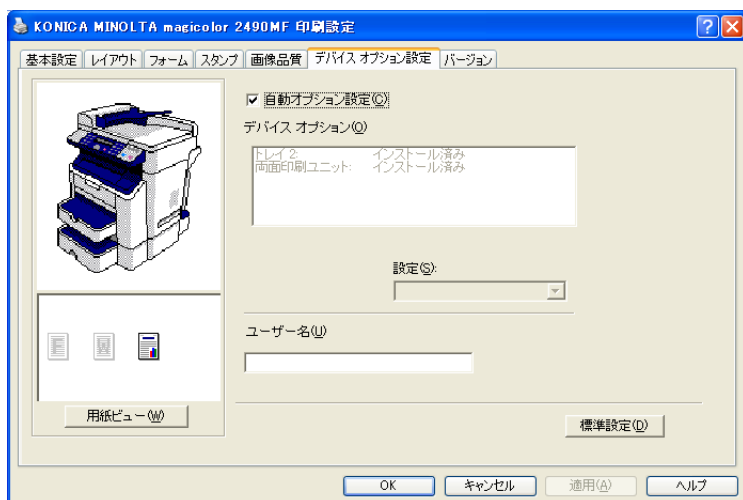 KONICA MINOLTA magicolor 2490MF 印刷設定
基本設定 レイアウト フォーム スタンプ 画像品質 デバイス オプション設定 バージョン
自動オプション設定(C)
デバイス オプション(O)
トレイ 2: インストール済み
両面印刷ユニット: インストール済み
設定(S):
ユーザー名(U)
用紙ビュー(W)
標準設定(D)
OK キャンセル 適用(A) ヘルプ